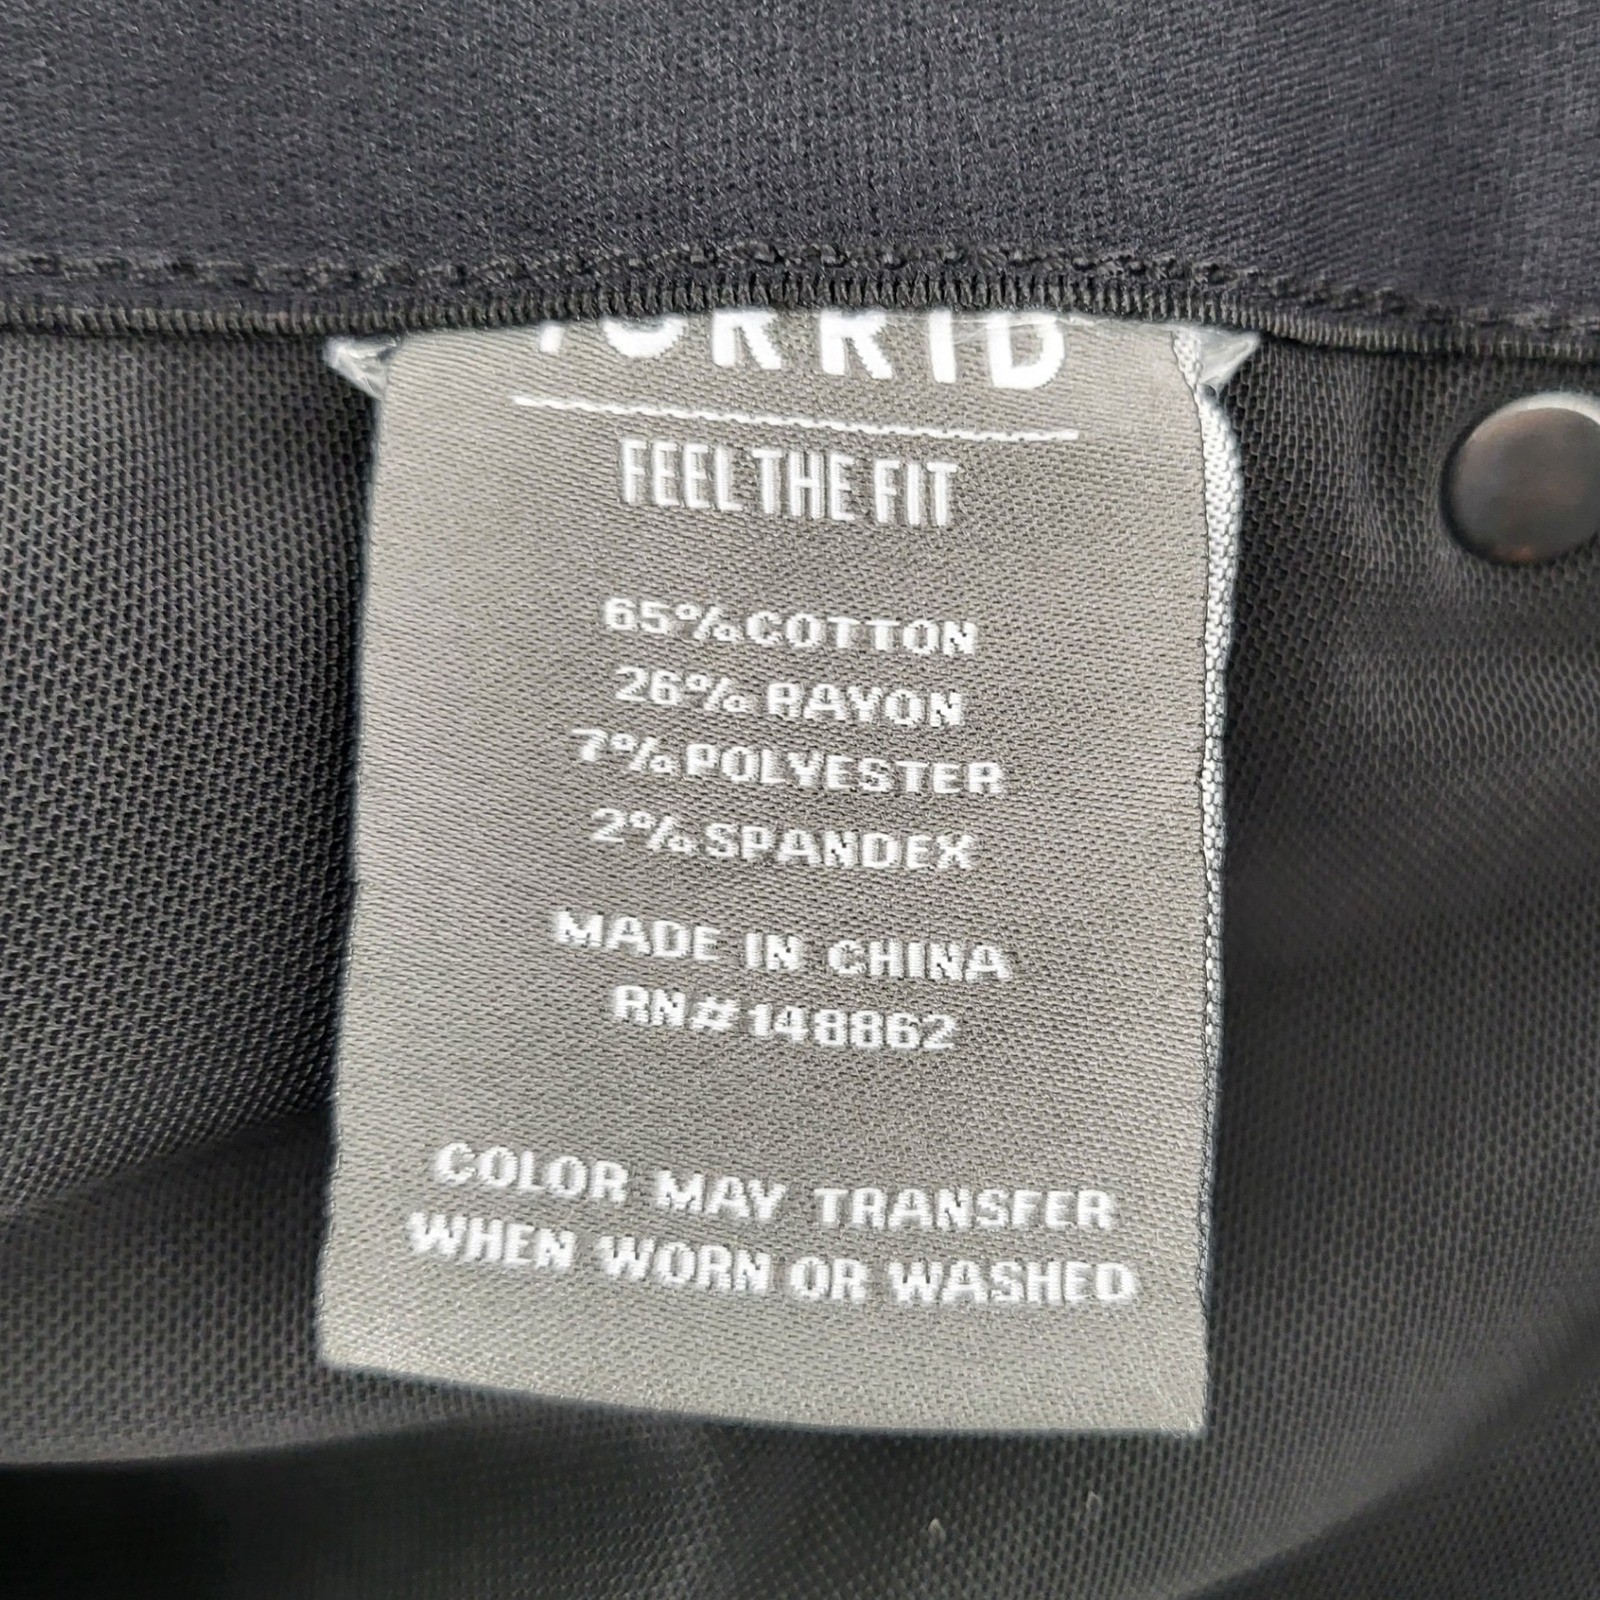 TORRID
FEEL THE FIT
65% COTTON
26% RAYON
7% POLYESTER
2% SPANDEX
MADE IN CHINA
RN# 148862
COLOR MAY TRANSFER
WHEN WORN OR WASHED